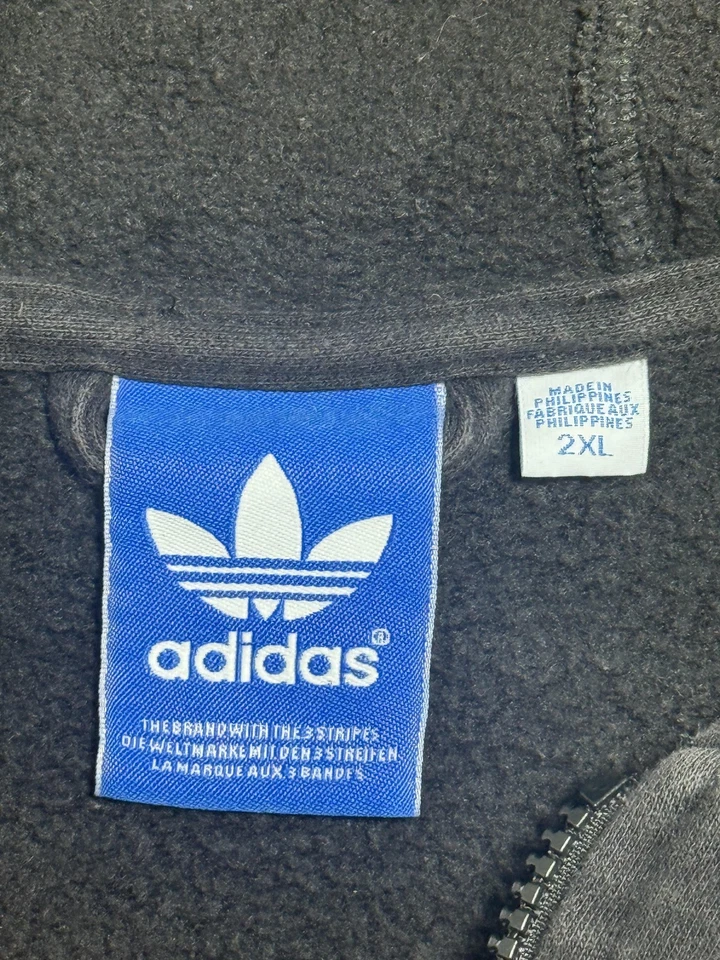 MADE IN
PHILIPPINES
FABRIQUE AUX
PHILIPPINES
2XL
adidas®
THE BRAND WITH THE 3 STRIPES
DIE WELTMARKE MIT DEN 3 STREIFEN
LA MARQUE AUX 3 BANDES